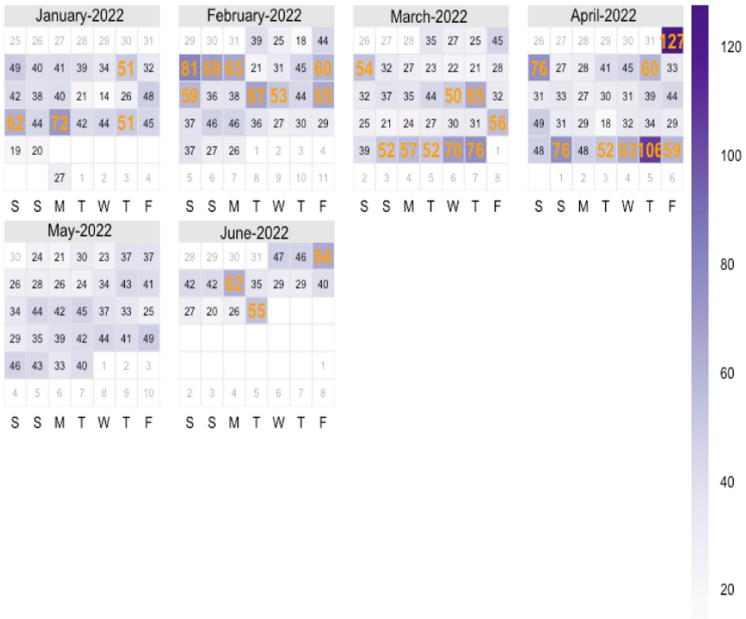 January-2022
25 26 27 28 29 30 31
49 40 41 39 34 51 32
42 38 40 21 14 26 48
62 44 72 42 44 51 45
19 20
27 1 2 3 4
S S M T W T F
February-2022
29 30 31 39 25 18 44
81 69 65 21 31 45 60
59 36 38 67 53 44 65
37 46 46 36 27 30 29
37 27 26 1 2 3 4
5 6 7 8 9 10 11
S S M T W T F
March-2022
26 27 28 35 27 25 45
54 32 27 23 22 21 28
32 37 35 44 50 65 32
25 21 24 27 30 31 56
39 52 57 52 70 76 1
2 3 4 5 6 7 8
S S M T W T F
April-2022
26 27 28 29 30 31 127
76 27 28 41 45 60 33
31 33 27 30 31 39 44
49 31 29 18 32 34 29
48 76 48 52 63 106 59
1 2 3 4 5 6
S S M T W T F
May-2022
30 24 21 30 23 37 37
26 28 26 24 34 43 41
34 44 42 45 37 33 25
29 35 39 42 44 41 49
46 43 33 40 1 2 3
4 5 6 7 8 9 10
S S M T W T F
June-2022
28 29 30 31 47 46 64
42 42 62 35 29 29 40
27 20 26 55
1
2 3 4 5 6 7 8
S S M T W T F
120
100
80
60
40
20